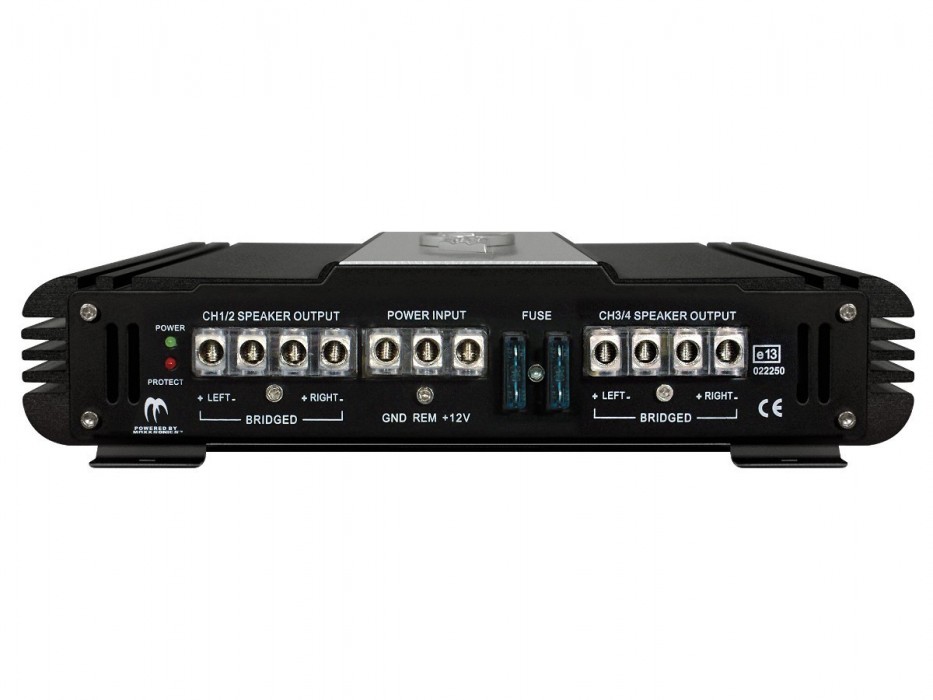 CH1/2 SPEAKER OUTPUT
POWER INPUT
FUSE
CH3/4 SPEAKER OUTPUT
POWER
PROTECT
e13
022250
+ LEFT -
+ RIGHT -
BRIDGED
GND REM +12V
+ LEFT -
+ RIGHT -
BRIDGED
CE
POWERED BY